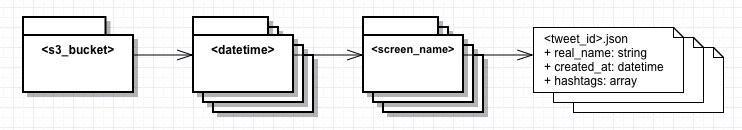 <s3_bucket>
<datetime>
<screen_name>
<tweet_id>.json
+ real_name: string
+ created_at: datetime
+ hashtags: array